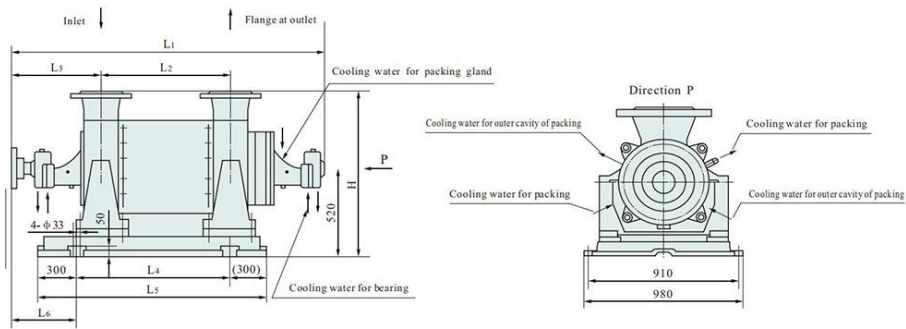 Inlet
Flange at outlet
L1
L3
L2
Cooling water for packing gland
P
H
520
50
4- ф 33
300
L4
(300)
L5
L6
Cooling water for bearing
Direction P
Cooling water for outer cavity of packing
Cooling water for packing
Cooling water for packing
Cooling water for outer cavity of packing
910
980